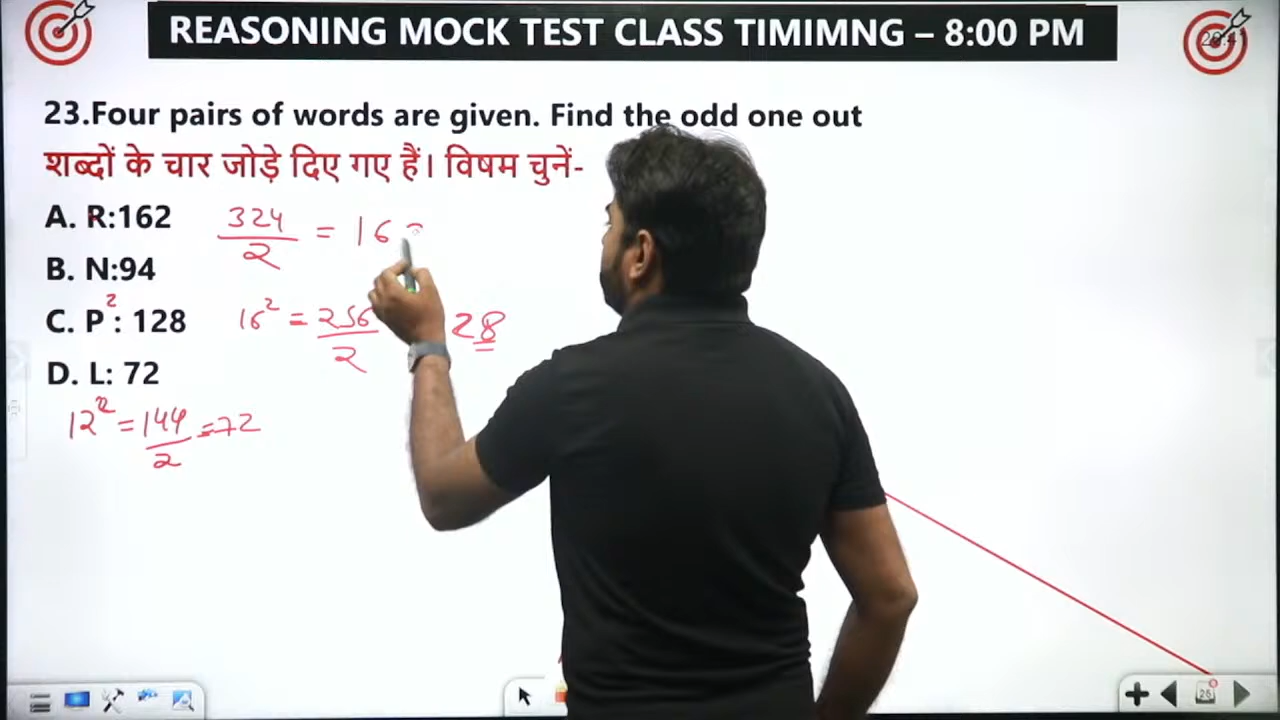 REASONING MOCK TEST CLASS TIMIMNG – 8:00 PM
23.Four pairs of words are given. Find the odd one out
शब्दों के चार जोड़े दिए गए हैं। विषम चुनें-
A. R:162
324/2 = 16
B. N:94
C. P²: 128
16² = 256/2 28
D. L: 72
12² = 144/2 = 72